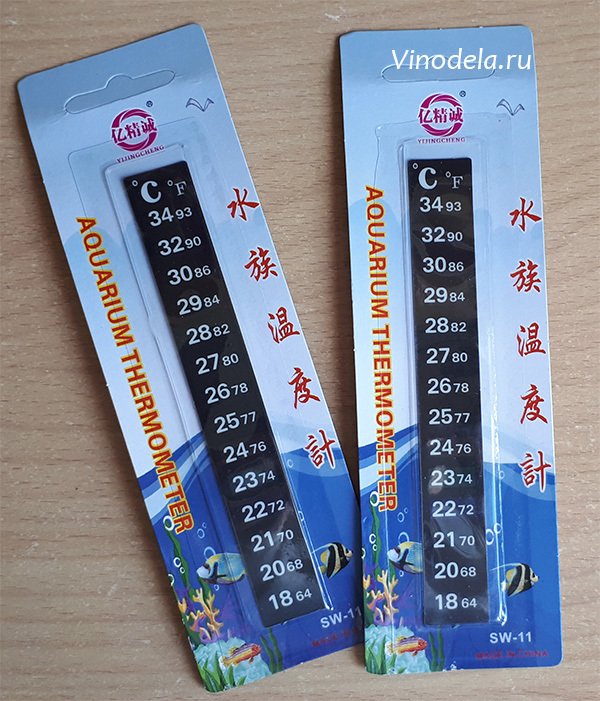 Vinodela.ru
亿精诚
®
YIJINGCHENG
°C °F
34 93
32 90
30 86
29 84
28 82
27 80
26 78
25 77
24 76
23 74
22 72
21 70
20 68
18 64
AQUARIUM THERMOMETER
水族温度計
SW-11
亿精诚
®
YIJINGCHENG
°C °F
34 93
32 90
30 86
29 84
28 82
27 80
26 78
25 77
24 76
23 74
22 72
21 70
20 68
18 64
AQUARIUM THERMOMETER
水族温度計
SW-11
MADE IN CHINA